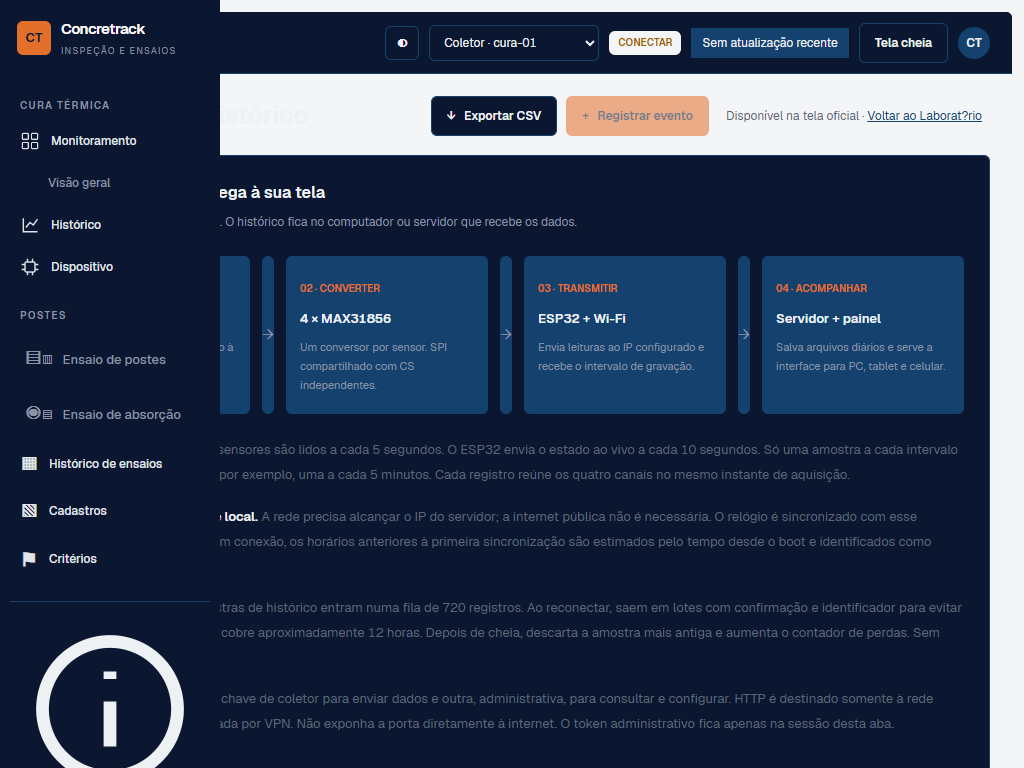 CT
Concretrack
INSPEÇÃO E ENSAIOS
Coletor · cura-01
CONECTAR
Sem atualização recente
Tela cheia
CT
CURA TÉRMICA
Monitoramento
Visão geral
Histórico
Dispositivo
POSTES
Ensaio de postes
Ensaio de absorção
Histórico de ensaios
Cadastros
Critérios
istórico
Exportar CSV
+ Registrar evento
Disponível na tela oficial · Voltar ao Laborat?rio
ega à sua tela
. O histórico fica no computador ou servidor que recebe os dados.
o à
→
02 · CONVERTER
4 × MAX31856
Um conversor por sensor. SPI
compartilhado com CS
independentes.
→
03 · TRANSMITIR
ESP32 + Wi-Fi
Envia leituras ao IP configurado e
recebe o intervalo de gravação.
→
04 · ACOMPANHAR
Servidor + painel
Salva arquivos diários e serve a
interface para PC, tablet e celular.
sensores são lidos a cada 5 segundos. O ESP32 envia o estado ao vivo a cada 10 segundos. Só uma amostra a cada intervalo
por exemplo, uma a cada 5 minutos. Cada registro reúne os quatro canais no mesmo instante de aquisição.
local. A rede precisa alcançar o IP do servidor; a internet pública não é necessária. O relógio é sincronizado com esse
m conexão, os horários anteriores à primeira sincronização são estimados pelo tempo desde o boot e identificados como
stras de histórico entram numa fila de 720 registros. Ao reconectar, saem em lotes com confirmação e identificador para evitar
cobre aproximadamente 12 horas. Depois de cheia, descarta a amostra mais antiga e aumenta o contador de perdas. Sem
chave de coletor para enviar dados e outra, administrativa, para consultar e configurar. HTTP é destinado somente à rede
ada por VPN. Não exponha a porta diretamente à internet. O token administrativo fica apenas na sessão desta aba.